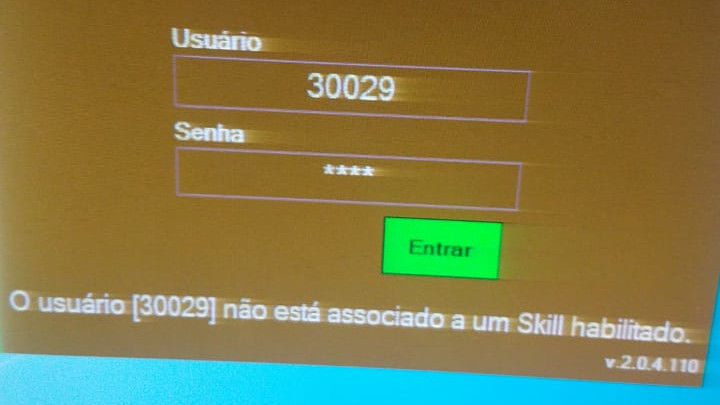 Usuário
30029
Senha
****
Entrar
O usuário [30029] não está associado a um Skill habilitado.
v.2.0.4.110